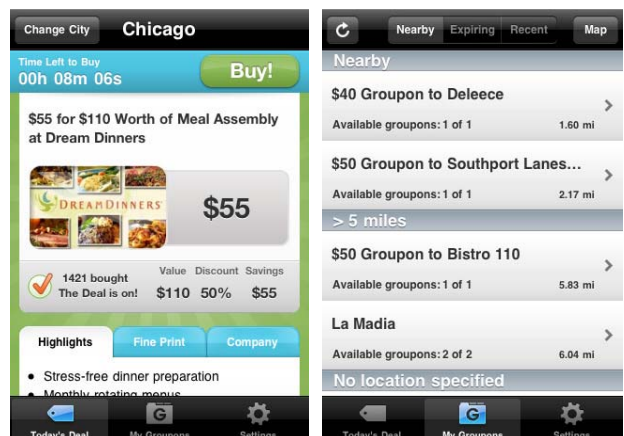 Change City
Chicago
Time Left to Buy
00h 08m 06s
Buy!
$55 for $110 Worth of Meal Assembly
at Dream Dinners
DREAM DINNERS
$55
1421 bought
The Deal is on!
Value Discount Savings
$110 50% $55
Highlights
Fine Print
Company
• Stress-free dinner preparation
• Monthly rotating menus
Today's Deal
My Groupons
Settings
Nearby Expiring Recent
Map
Nearby
$40 Groupon to Deleece
Available groupons: 1 of 1
1.60 mi
$50 Groupon to Southport Lanes...
Available groupons: 1 of 1
2.17 mi
> 5 miles
$50 Groupon to Bistro 110
Available groupons: 1 of 1
5.83 mi
La Madia
Available groupons: 2 of 2
6.04 mi
No location specified
G
Today's Deal
G
My Groupons
Settings